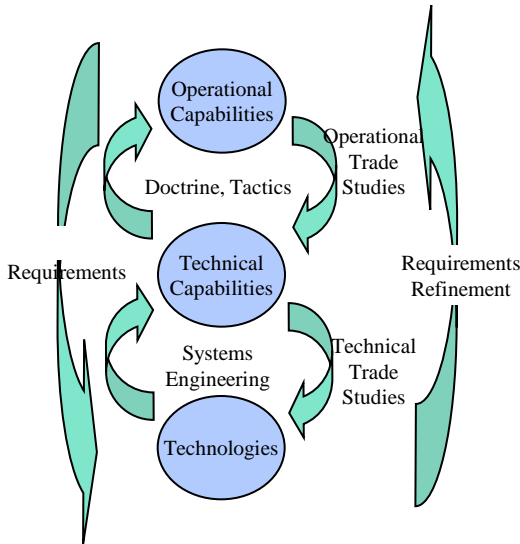 Operational
Capabilities
Operational
Trade
Studies
Doctrine, Tactics
Requirements
Technical
Capabilities
Requirements
Refinement
Systems
Engineering
Technical
Trade
Studies
Technologies